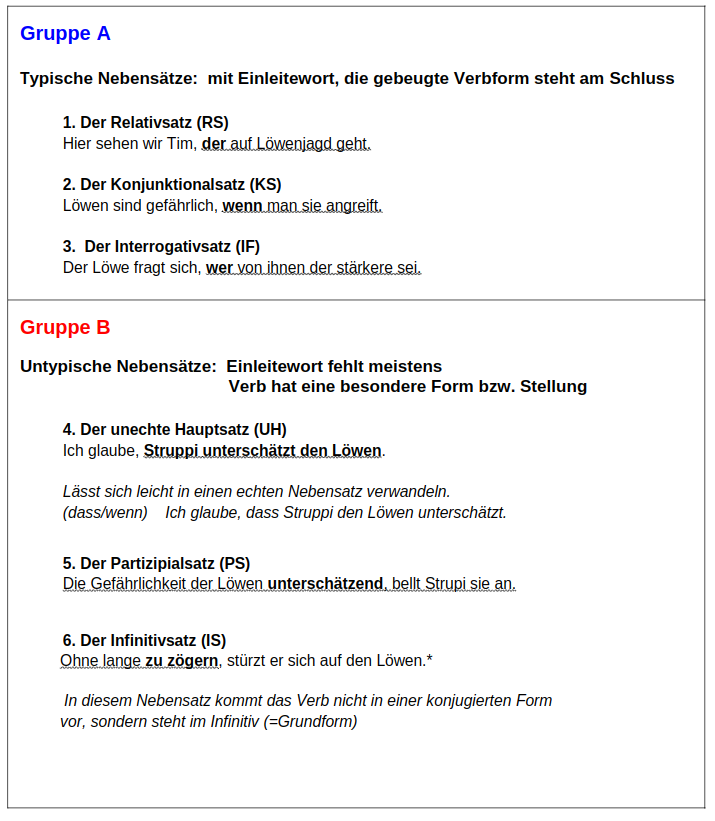 Gruppe A
Typische Nebensätze:  mit Einleitewort, die gebeugte Verbform steht am Schluss
1. Der Relativsatz (RS)
Hier sehen wir Tim, der auf Löwenjagd geht.
2. Der Konjunktionalsatz (KS)
Löwen sind gefährlich, wenn man sie angreift.
3.  Der Interrogativsatz (IF)
Der Löwe fragt sich, wer von ihnen der stärkere sei.
Gruppe B
Untypische Nebensätze:  Einleitewort fehlt meistens
Verb hat eine besondere Form bzw. Stellung
4. Der unechte Hauptsatz (UH)
Ich glaube, Struppi unterschätzt den Löwen.
Lässt sich leicht in einen echten Nebensatz verwandeln.
(dass/wenn)    Ich glaube, dass Struppi den Löwen unterschätzt.
5. Der Partizipialsatz (PS)
Die Gefährlichkeit der Löwen unterschätzend, bellt Strupi sie an.
6. Der Infinitivsatz (IS)
Ohne lange zu zögern, stürzt er sich auf den Löwen.*
In diesem Nebensatz kommt das Verb nicht in einer konjugierten Form
vor, sondern steht im Infinitiv (=Grundform)